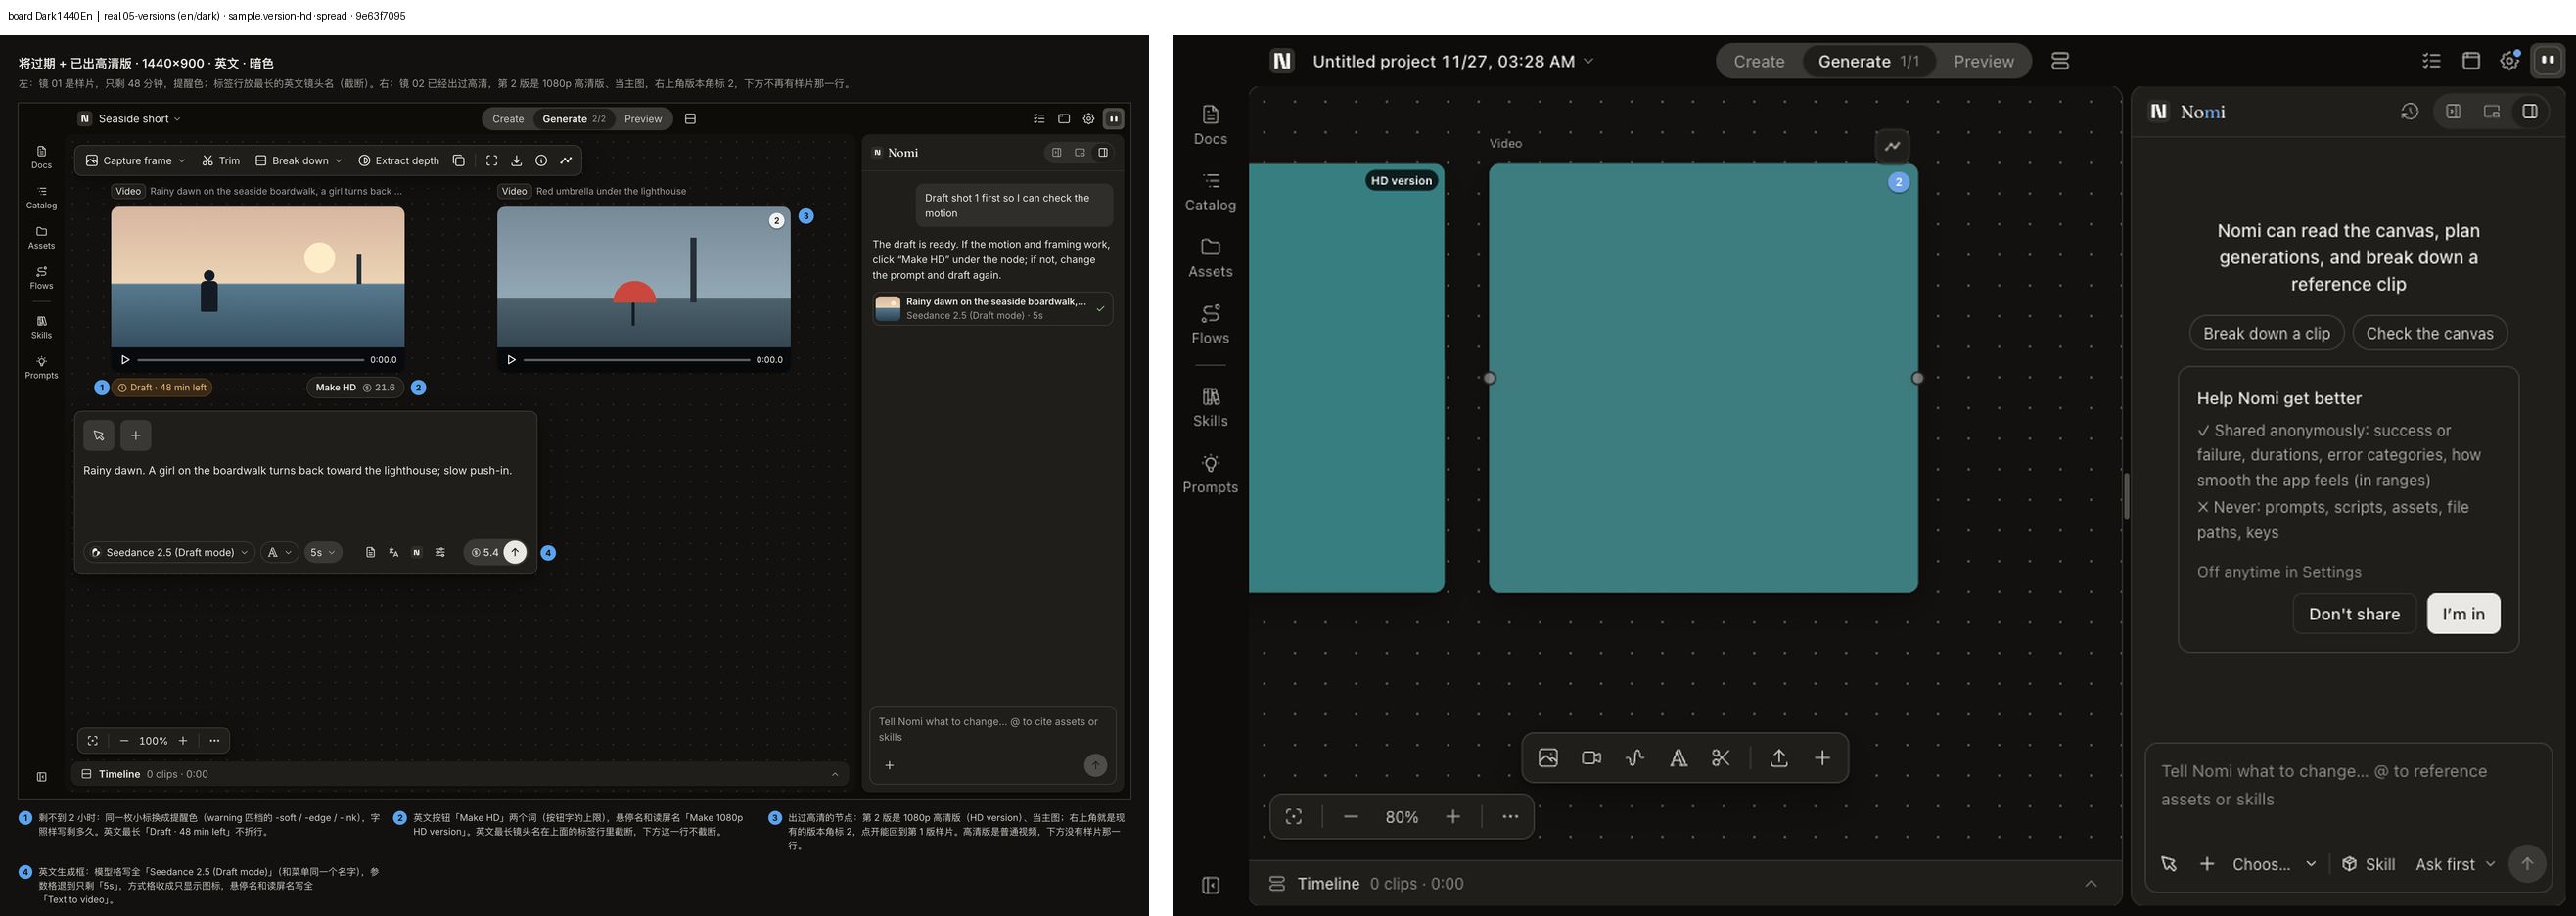 board Dark1440En | real 05-versions (en/dark) · sample.version-hd-spread · 9e63f7095
将过期 + 已出高清版 · 1440×900 · 英文 · 暗色
左：镜 01 是样片，只剩 48 分钟，提醒色；标签行放最长的英文镜头名（截断）。右：镜 02 已经出过高清，第 2 版是 1080p 高清版、当主图，右上角版本角标 2，下方不再有样片那一行。
Seaside short
Create
Generate 2/2
Preview
Docs
Catalog
Assets
Flows
Skills
Prompts
Capture frame
Trim
Break down
Extract depth
Video Rainy dawn on the seaside boardwalk, a girl turns back ...
Video Red umbrella under the lighthouse
2
3
0:00.0
0:00.0
1
Draft · 48 min left
Make HD 21.6
2
Rainy dawn. A girl on the boardwalk turns back toward the lighthouse; slow push-in.
Seedance 2.5 (Draft mode)
5s
5.4
4
100%
Timeline 0 clips · 0:00
Nomi
Draft shot 1 first so I can check the
motion
The draft is ready. If the motion and framing work,
click “Make HD” under the node; if not, change
the prompt and draft again.
Rainy dawn on the seaside boardwalk,...
Seedance 2.5 (Draft mode) · 5s
Tell Nomi what to change... @ to cite assets or
skills
1 剩不到 2 小时：同一枚小标换成提醒色（warning 四档的 -soft / -edge / -ink），字
照样写剩多久。英文最长「Draft · 48 min left」不折行。
2 英文按钮「Make HD」两个词（按钮字的上限），悬停名和读屏名「Make 1080p
HD version」。英文最长镜头名在上面的标签行里截断，下方这一行不截断。
3 出过高清的节点：第 2 版是 1080p 高清版（HD version）、当主图；右上角就是现
有的版本角标 2，点开能回到第 1 版样片。高清版是普通视频，下方没有样片那一
行。
4 英文生成框：模型格写全「Seedance 2.5 (Draft mode)」（和菜单同一个名字），参
数格退到只剩「5s」，方式格收成只显示图标，悬停名和读屏名写全
「Text to video」。
Untitled project 11/27, 03:28 AM
Create
Generate 1/1
Preview
Docs
Catalog
Assets
Flows
Skills
Prompts
HD version
Video
2
80%
Timeline 0 clips · 0:00
Nomi
Nomi can read the canvas, plan
generations, and break down a
reference clip
Break down a clip
Check the canvas
Help Nomi get better
✓ Shared anonymously: success or
failure, durations, error categories, how
smooth the app feels (in ranges)
✕ Never: prompts, scripts, assets, file
paths, keys
Off anytime in Settings
Don't share
I'm in
Tell Nomi what to change... @ to reference
assets or skills
Choos...
Skill
Ask first